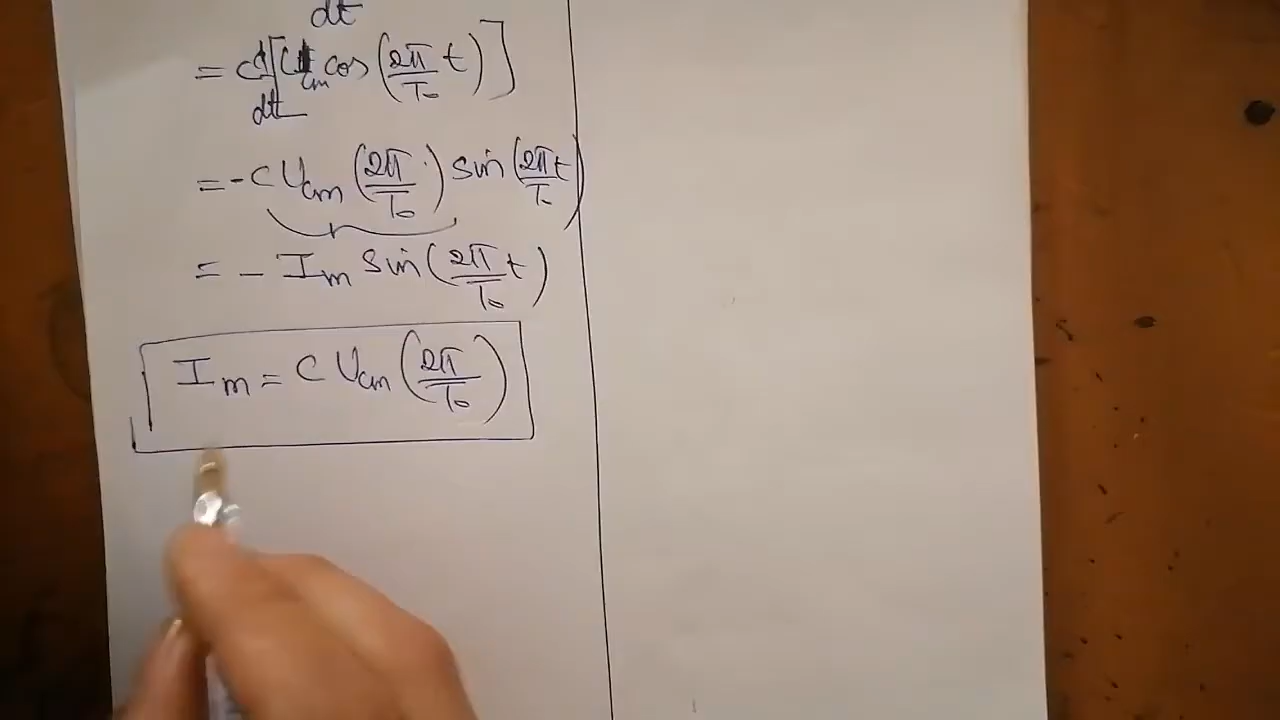 dt
= C d/dt [U_cm cos (2π/T₀ t)]
= - C U_cm (2π/T₀) sin (2π/T₀ t)
= - I_m sin (2π/T₀ t)
I_m = C U_cm (2π/T₀)